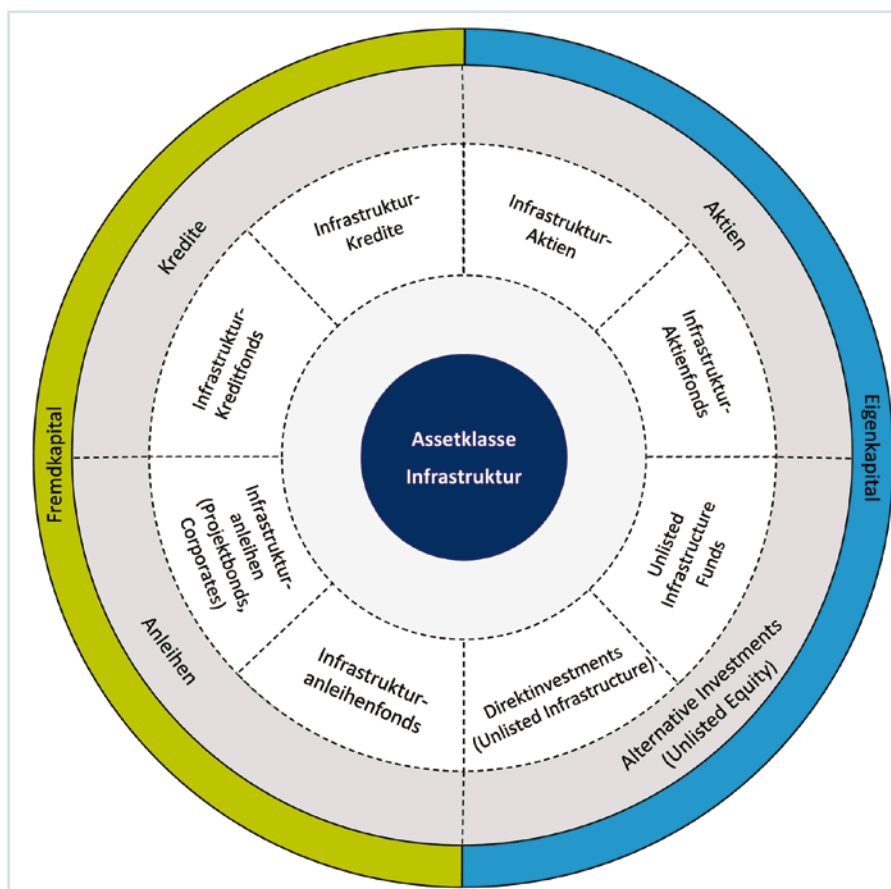 Fremdkapital
Eigenkapital
Kredite
Aktien
Anleihen
Alternative Investments
(Unlisted Equity)
Infrastruktur-
Kredite
Infrastruktur-
Aktien
Infrastruktur-
Kreditfonds
Infrastruktur-
Aktienfonds
Infrastruktur-
anleihen
(Projektbonds,
Corporates)
Unlisted
Infrastructure
Funds
Infrastruktur-
anleihenfonds
Direktinvestments
(Unlisted Infrastructure)
Assetklasse
Infrastruktur